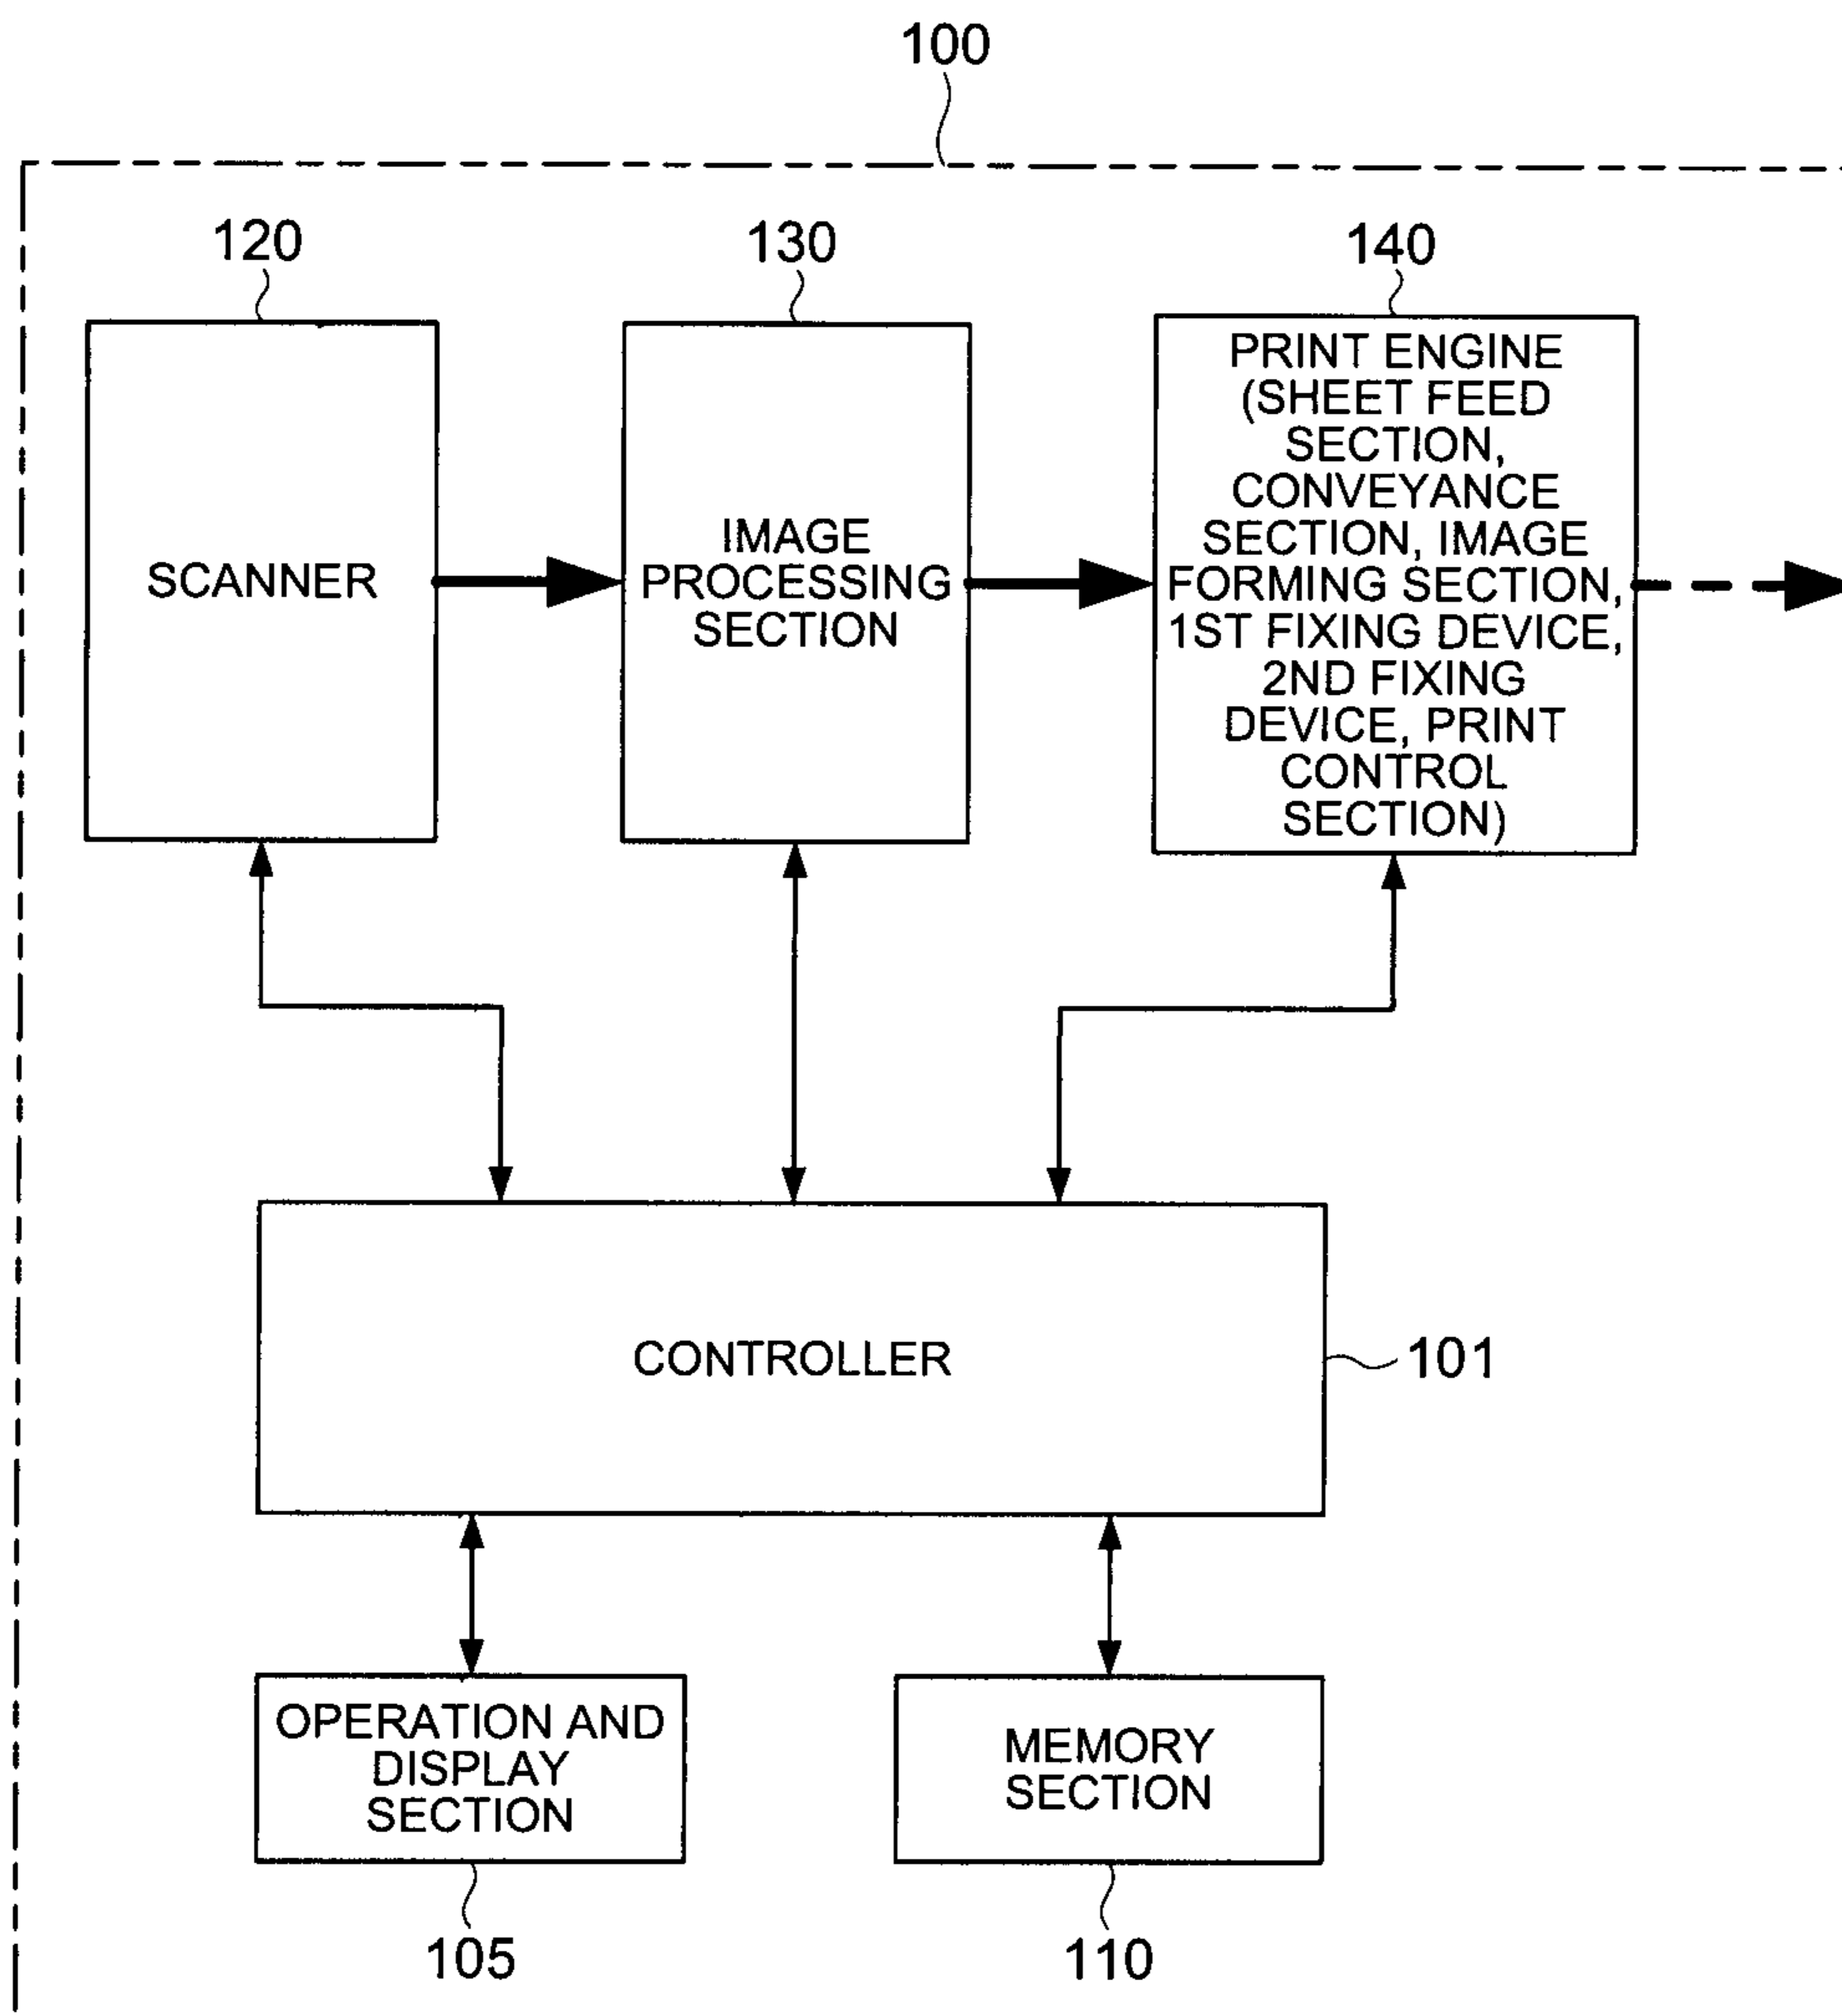 100
120
130
140
SCANNER
IMAGE
PROCESSING
SECTION
PRINT ENGINE
(SHEET FEED
SECTION,
CONVEYANCE
SECTION, IMAGE
FORMING SECTION,
1ST FIXING DEVICE,
2ND FIXING
DEVICE, PRINT
CONTROL
SECTION)
CONTROLLER
101
OPERATION AND
DISPLAY
SECTION
MEMORY
SECTION
105
110